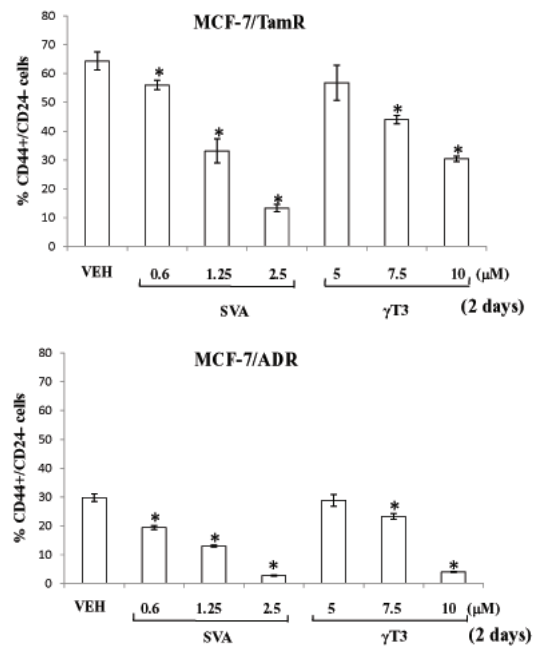 MCF-7/TamR
% CD44+/CD24- cells
80
70
60
50
40
30
20
10
0
* * * * *
VEH 0.6 1.25 2.5 5 7.5 10 (μM)
SVA γT3 (2 days)
MCF-7/ADR
% CD44+/CD24- cells
80
70
60
50
40
30
20
10
0
* * * * *
VEH 0.6 1.25 2.5 5 7.5 10 (μM)
SVA γT3 (2 days)